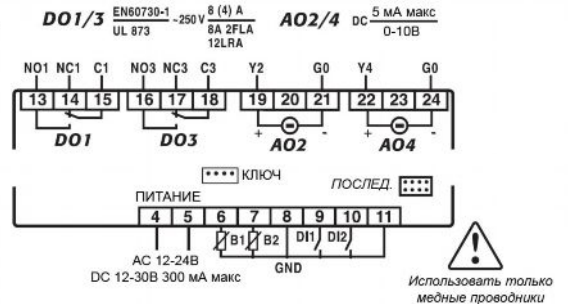 DO1/3 EN60730-1 UL 873 ~250 V 8 (4) A 8A 2FLA 12LRA AO2/4 DC 5 мА макс 0-10В
NO1 NC1 C1 NO3 NC3 C3 Y2 G0 Y4 G0
13 14 15 16 17 18 19 20 21 22 23 24
DO1 DO3 + - AO2 + - AO4
КЛЮЧ ПОСЛЕД.
ПИТАНИЕ
4 5 6 7 8 9 10 11
B1 B2 DI1 DI2
AC 12-24В
DC 12-30В 300 мА макс
GND
!
Использовать только
медные проводники